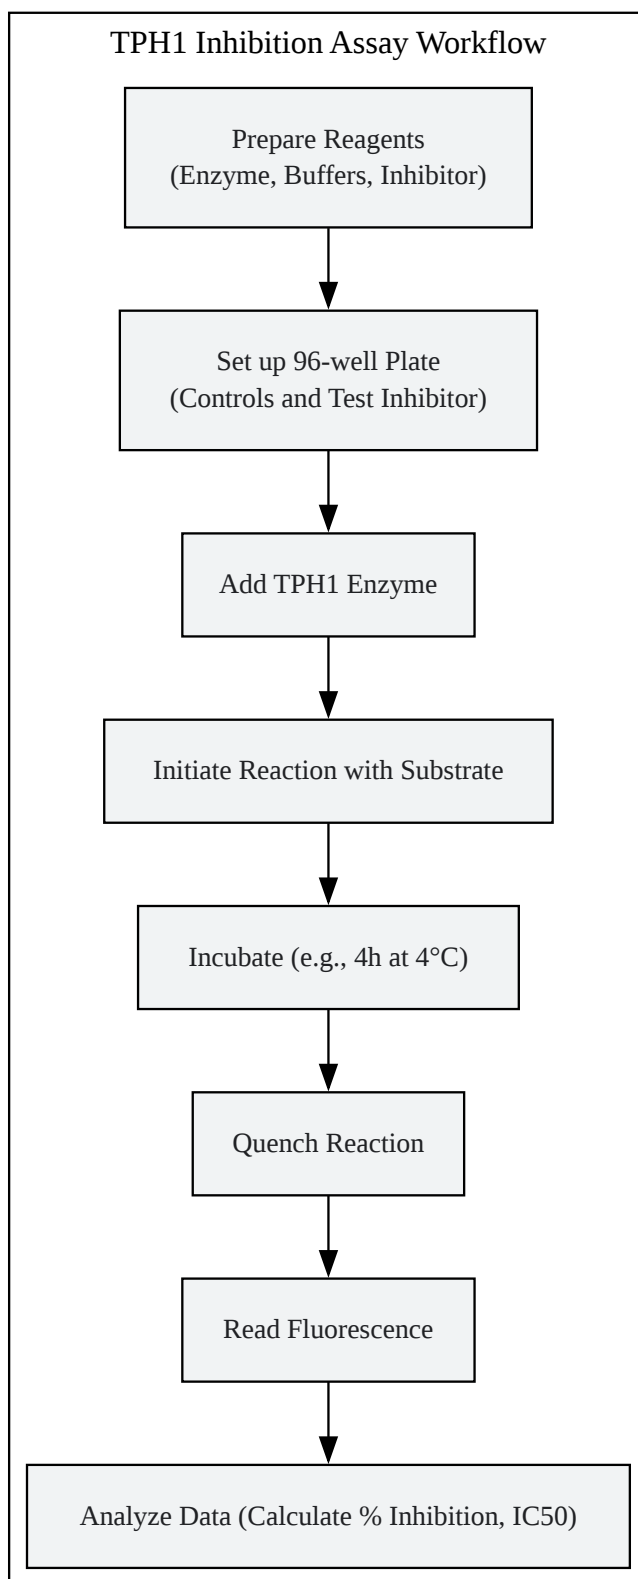 TPH1 Inhibition Assay Workflow
Prepare Reagents
(Enzyme, Buffers, Inhibitor)
Set up 96-well Plate
(Controls and Test Inhibitor)
Add TPH1 Enzyme
Initiate Reaction with Substrate
Incubate (e.g., 4h at 4°C)
Quench Reaction
Read Fluorescence
Analyze Data (Calculate % Inhibition, IC50)